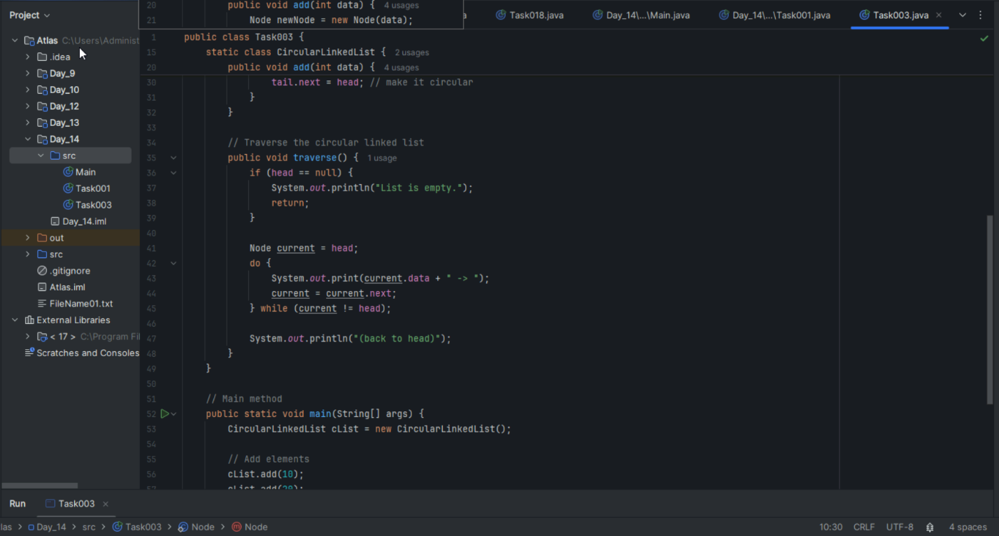 Project
Atlas C:\Users\Administ
.idea
Day_9
Day_10
Day_12
Day_13
Day_14
src
Main
Task001
Task003
Day_14.iml
out
src
.gitignore
Atlas.iml
FileName01.txt
External Libraries
< 17 > C:\Program Fil
Scratches and Consoles
20 public void add(int data) { 4 usages
21 Node newNode = new Node(data);
a Task018.java Day_14\...\Main.java Day_14\...\Task001.java Task003.java
1 public class Task003 {
15 static class CircularLinkedList { 2 usages
20 public void add(int data) { 4 usages
30 tail.next = head; // make it circular
31 }
32 }
33
34 // Traverse the circular linked list
35 public void traverse() { 1 usage
36 if (head == null) {
37 System.out.println("List is empty.");
38 return;
39 }
40
41 Node current = head;
42 do {
43 System.out.print(current.data + " -> ");
44 current = current.next;
45 } while (current != head);
46
47 System.out.println("(back to head)");
48 }
49 }
50
51 // Main method
52 public static void main(String[] args) {
53 CircularLinkedList cList = new CircularLinkedList();
54
55 // Add elements
56 cList.add(10);
57 cList.add(20);
Run Task003
las > Day_14 > src > Task003 > Node > Node 10:30 CRLF UTF-8 4 spaces